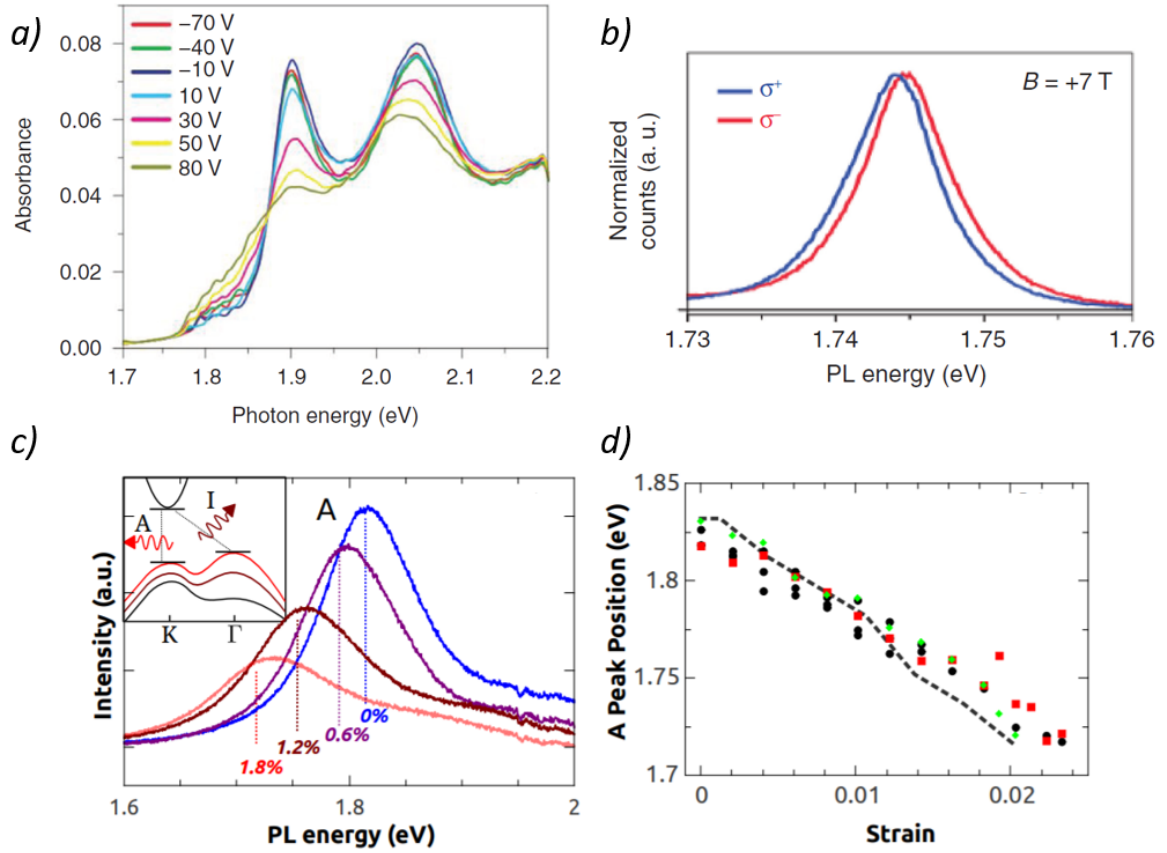 a)
−70 V
−40 V
−10 V
10 V
30 V
50 V
80 V
Absorbance
0.08
0.06
0.04
0.02
0.00
1.7 1.8 1.9 2.0 2.1 2.2
Photon energy (eV)
b)
σ+
σ−
B = +7 T
Normalized
counts (a. u.)
1.73 1.74 1.75 1.76
PL energy (eV)
c)
A
I
K Γ
A
Intensity (a.u.)
0%
0.6%
1.2%
1.8%
1.6 1.8 2
PL energy (eV)
d)
A Peak Position (eV)
1.85
1.8
1.75
1.7
0 0.01 0.02
Strain